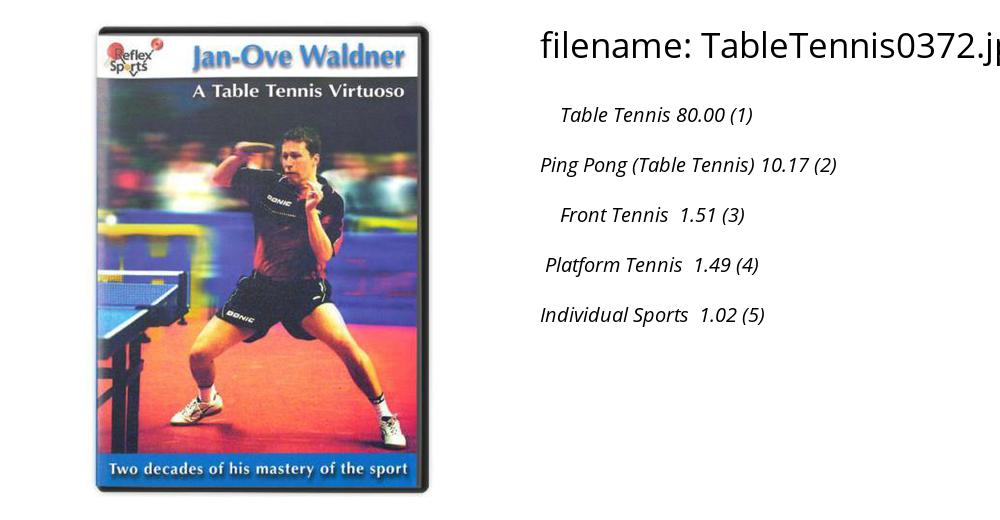 Reflex
Sports
Jan-Ove Waldner
A Table Tennis Virtuoso
DONIC
DONIC
Two decades of his mastery of the sport
filename: TableTennis0372.jp
Table Tennis 80.00 (1)
Ping Pong (Table Tennis) 10.17 (2)
Front Tennis 1.51 (3)
Platform Tennis 1.49 (4)
Individual Sports 1.02 (5)